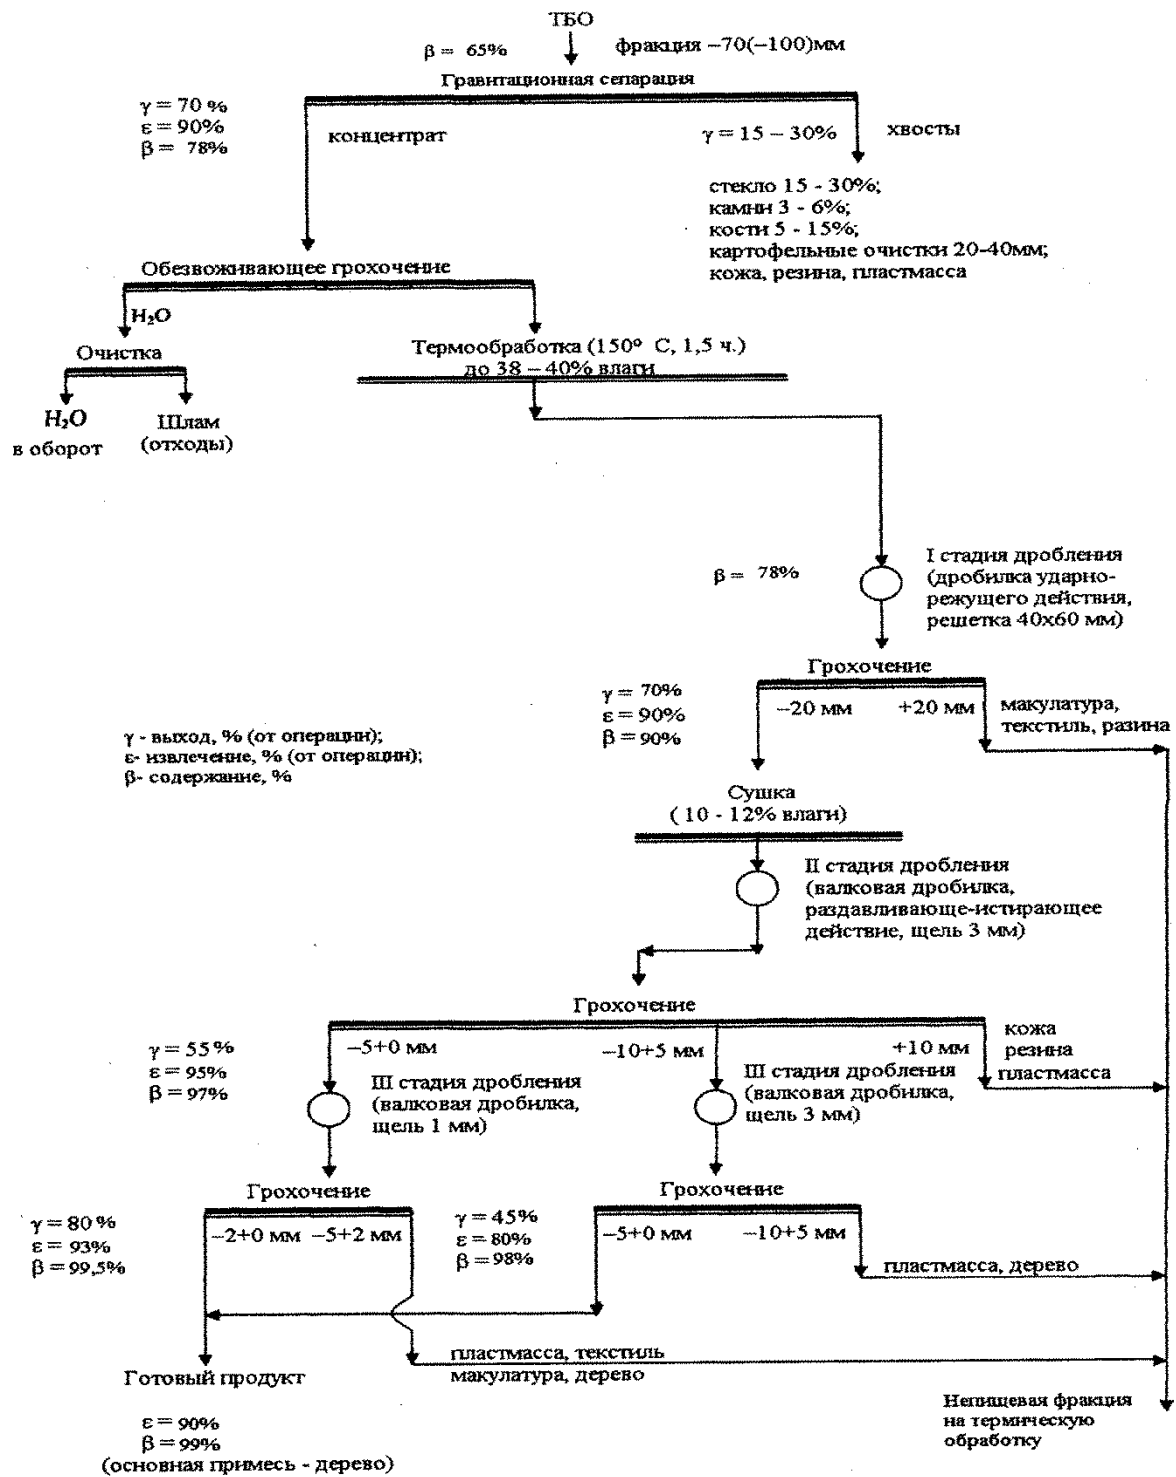 ТБО
β = 65%
фракция –70(–100)мм
Гравитационная сепарация
γ = 70 %
ε = 90%
β = 78%
концентрат
γ = 15 – 30%
хвосты
стекло 15 - 30%;
камни 3 - 6%;
кости 5 - 15%;
картофельные очистки 20-40мм;
кожа, резина, пластмасса
Обезвоживающее грохочение
H₂O
Очистка
Термообработка (150º С, 1,5 ч.)
до 38 – 40% влаги
H₂O
в оборот
Шлам
(отходы)
β = 78%
I стадия дробления
(дробилка ударно-
режущего действия,
решетка 40х60 мм)
Грохочение
γ = 70%
ε = 90%
β = 90%
–20 мм
+20 мм
макулатура,
текстиль, разина
γ - выход, % (от операции);
ε- извлечение, % (от операции);
β- содержание, %
Сушка
( 10 - 12% влаги)
II стадия дробления
(валковая дробилка,
раздавливающе-истирающее
действие, щель 3 мм)
Грохочение
γ = 55%
ε = 95%
β = 97%
–5+0 мм
–10+5 мм
+10 мм
кожа
резина
пластмасса
III стадия дробления
(валковая дробилка,
щель 1 мм)
III стадия дробления
(валковая дробилка,
щель 3 мм)
Грохочение
Грохочение
γ = 80%
ε = 93%
β = 99,5%
–2+0 мм
–5+2 мм
γ = 45%
ε = 80%
β = 98%
–5+0 мм
–10+5 мм
пластмасса, дерево
пластмасса, текстиль
макулатура, дерево
Готовый продукт
ε = 90%
β = 99%
(основная примесь - дерево)
Непищевая фракция
на термическую
обработку